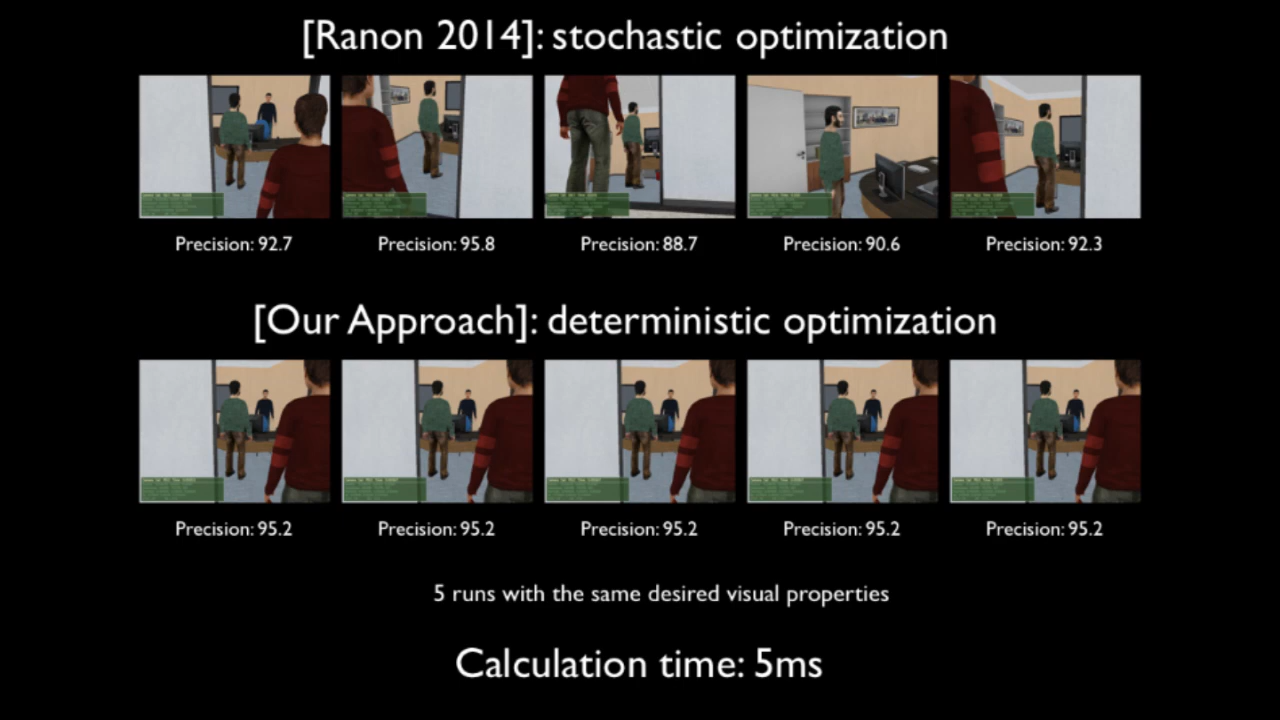 [Ranon 2014]: stochastic optimization
Precision: 92.7
Precision: 95.8
Precision: 88.7
Precision: 90.6
Precision: 92.3
[Our Approach]: deterministic optimization
Precision: 95.2
Precision: 95.2
Precision: 95.2
Precision: 95.2
Precision: 95.2
5 runs with the same desired visual properties
Calculation time: 5ms